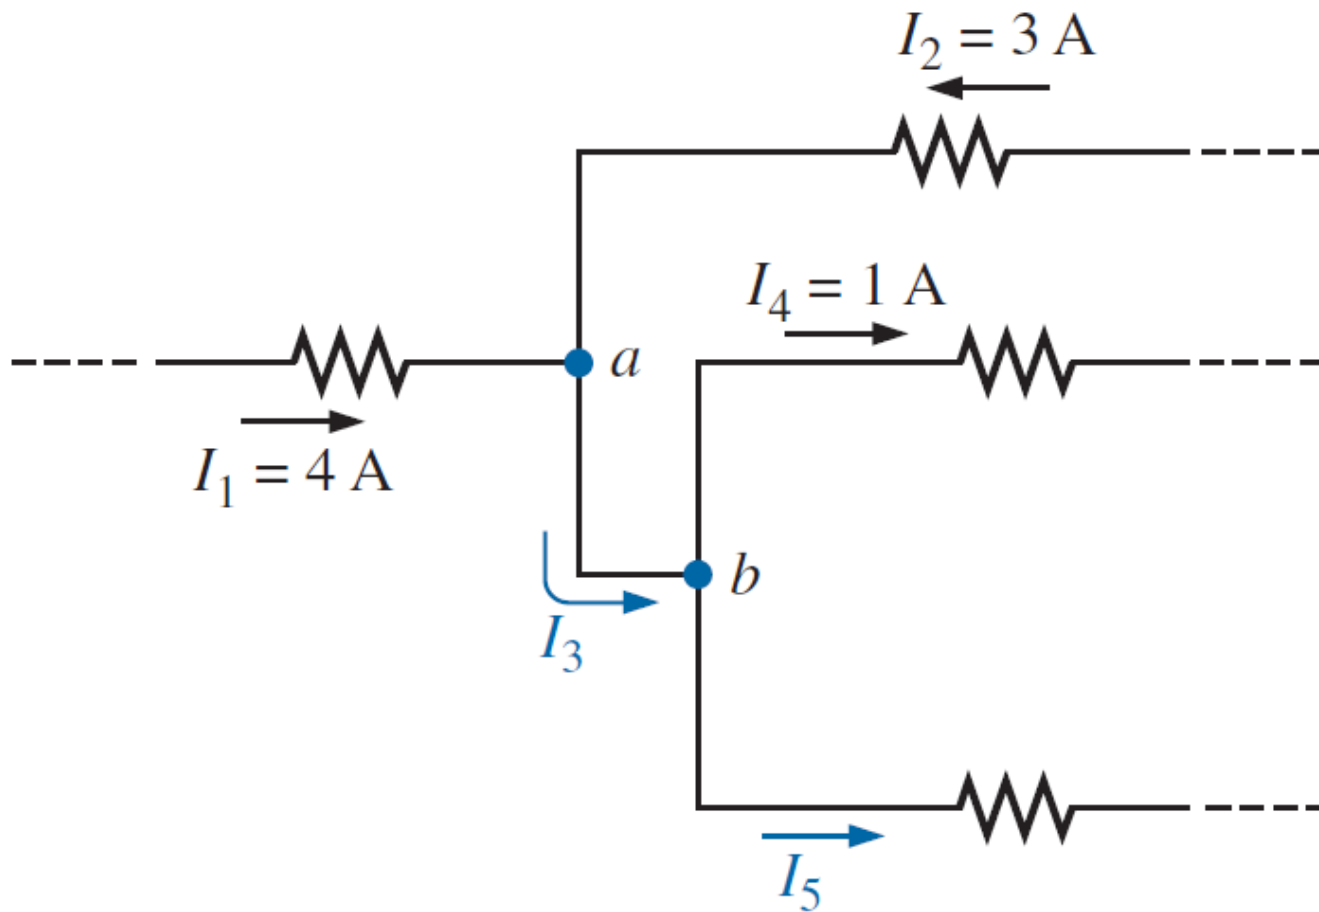 I₂ = 3 A
I₄ = 1 A
a
I₁ = 4 A
b
I₃
I₅